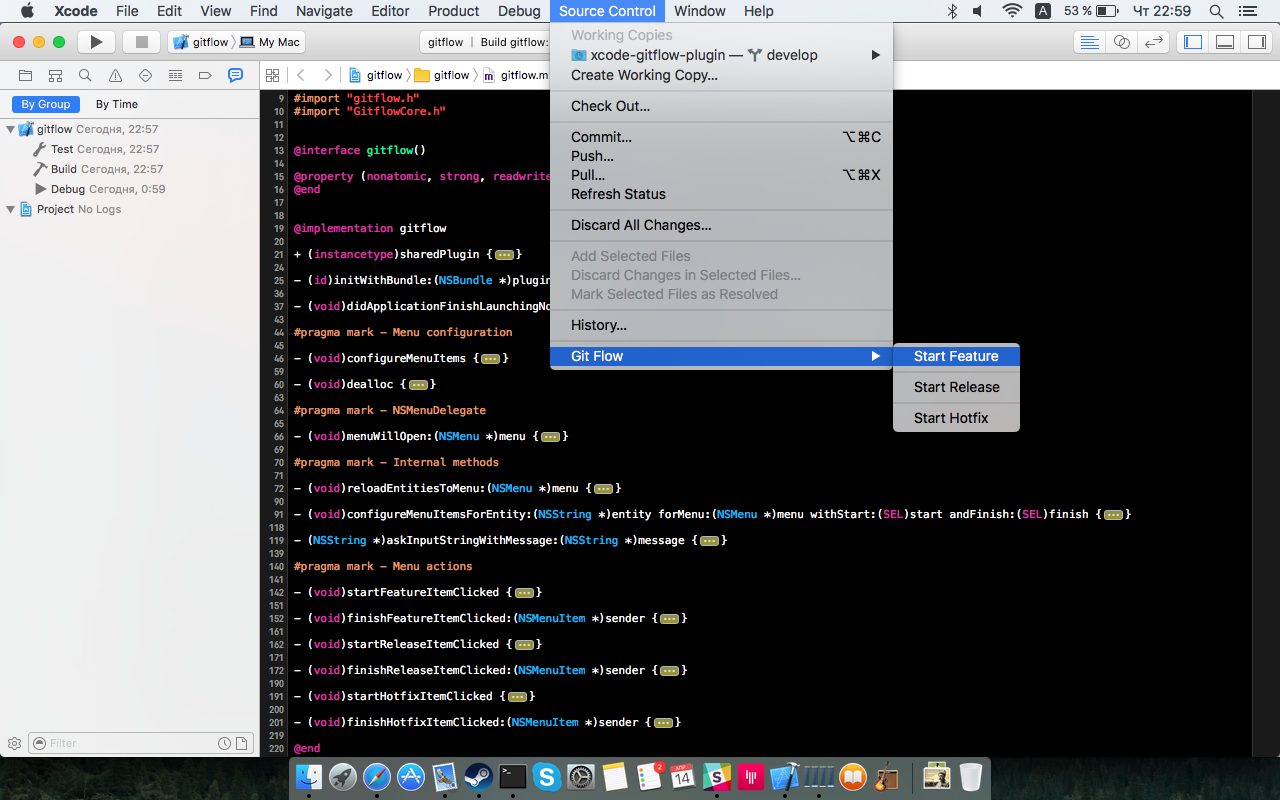 Xcode File Edit View Find Navigate Editor Product Debug Source Control Window Help A 53 % Чт 22:59
gitflow My Mac gitflow Build gitflow:
gitflow gitflow gitflow.m
By Group By Time
gitflow Сегодня, 22:57
Test Сегодня, 22:57
Build Сегодня, 22:57
Debug Сегодня, 0:59
Project No Logs
Filter
Working Copies
xcode-gitflow-plugin — develop
Create Working Copy...
Check Out...
Commit... ⌥⌘C
Push...
Pull... ⌥⌘X
Refresh Status
Discard All Changes...
Add Selected Files
Discard Changes in Selected Files...
Mark Selected Files as Resolved
History...
Git Flow
Start Feature
Start Release
Start Hotfix
9 #import "gitflow.h"
10 #import "GitflowCore.h"
11
12
13 @interface gitflow()
14
15 @property (nonatomic, strong, readwrite
16 @end
17
18
19 @implementation gitflow
20
21 + (instancetype)sharedPlugin {•••}
24
25 - (id)initWithBundle:(NSBundle *)plugin
36
37 - (void)didApplicationFinishLaunchingNo
43
44 #pragma mark - Menu configuration
45
46 - (void)configureMenuItems {•••}
59
60 - (void)dealloc {•••}
63
64 #pragma mark - NSMenuDelegate
65
66 - (void)menuWillOpen:(NSMenu *)menu {•••}
69
70 #pragma mark - Internal methods
71
72 - (void)reloadEntitiesToMenu:(NSMenu *)menu {•••}
90
91 - (void)configureMenuItemsForEntity:(NSString *)entity forMenu:(NSMenu *)menu withStart:(SEL)start andFinish:(SEL)finish {•••}
118
119 - (NSString *)askInputStringWithMessage:(NSString *)message {•••}
139
140 #pragma mark - Menu actions
141
142 - (void)startFeatureItemClicked {•••}
151
152 - (void)finishFeatureItemClicked:(NSMenuItem *)sender {•••}
161
162 - (void)startReleaseItemClicked {•••}
171
172 - (void)finishReleaseItemClicked:(NSMenuItem *)sender {•••}
190
191 - (void)startHotfixItemClicked {•••}
200
201 - (void)finishHotfixItemClicked:(NSMenuItem *)sender {•••}
219
220 @end
2
АПР.
14